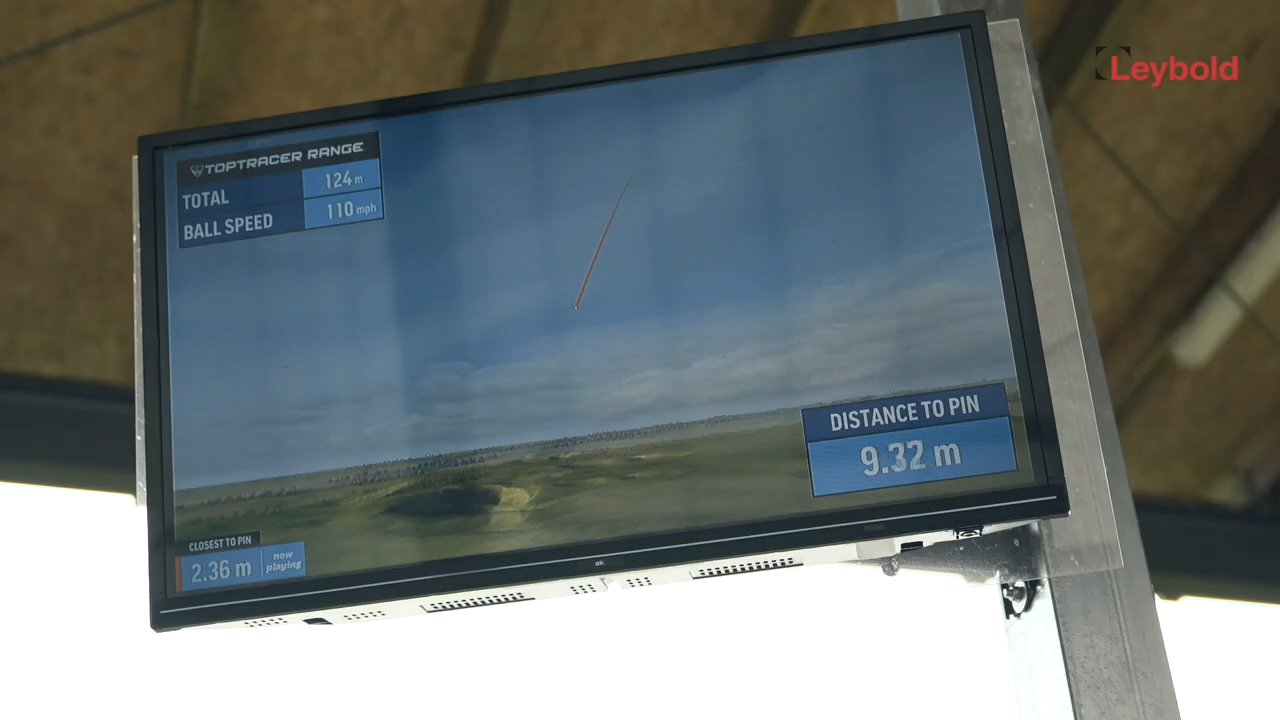 Leybold
TOPTRACER RANGE
TOTAL 124 m
BALL SPEED 110 mph
DISTANCE TO PIN
9.32 m
CLOSEST TO PIN
2.36 m now playing
ok.